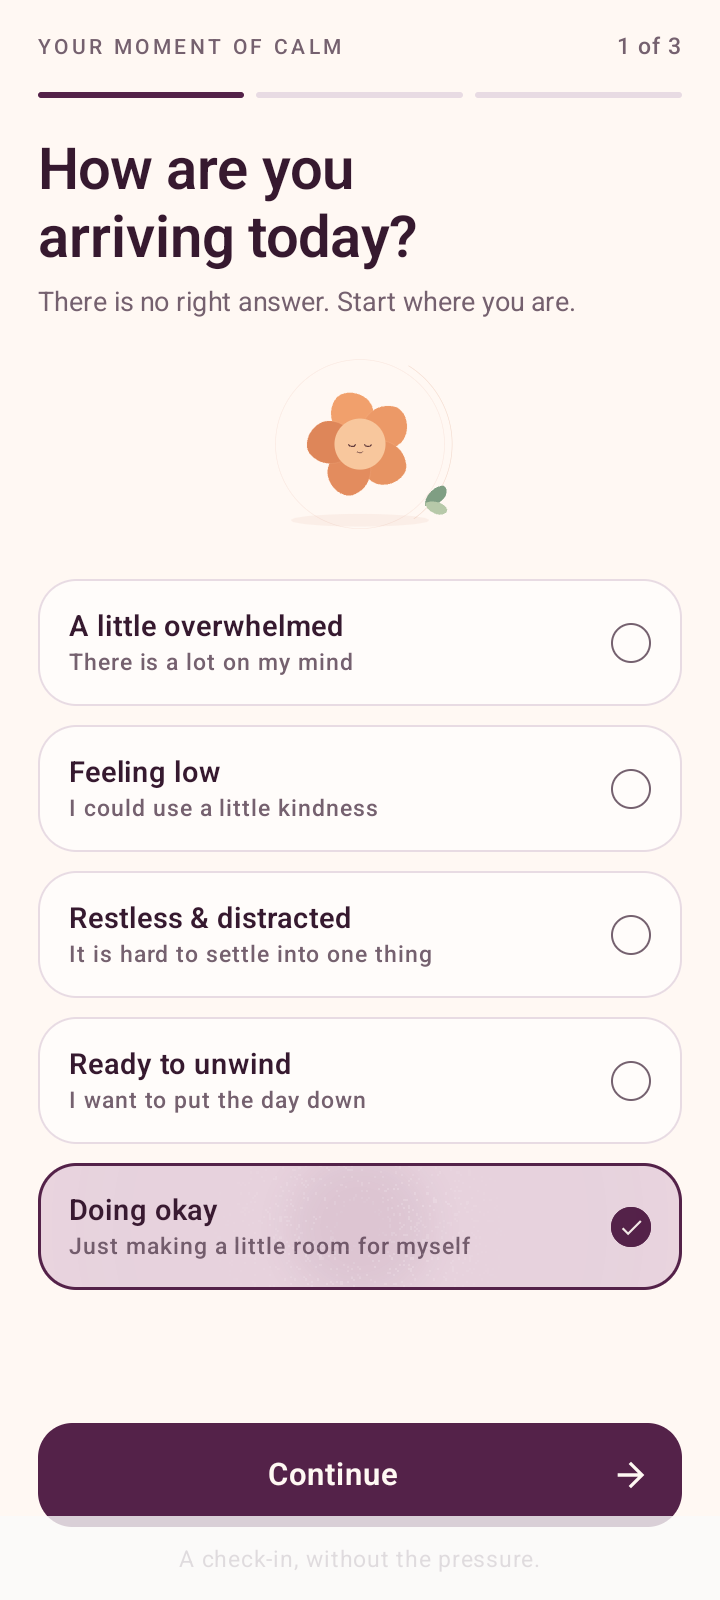 YOUR MOMENT OF CALM
1 of 3
How are you
arriving today?
There is no right answer. Start where you are.
A little overwhelmed
There is a lot on my mind
Feeling low
I could use a little kindness
Restless & distracted
It is hard to settle into one thing
Ready to unwind
I want to put the day down
Doing okay
Just making a little room for myself
Continue
A check-in, without the pressure.